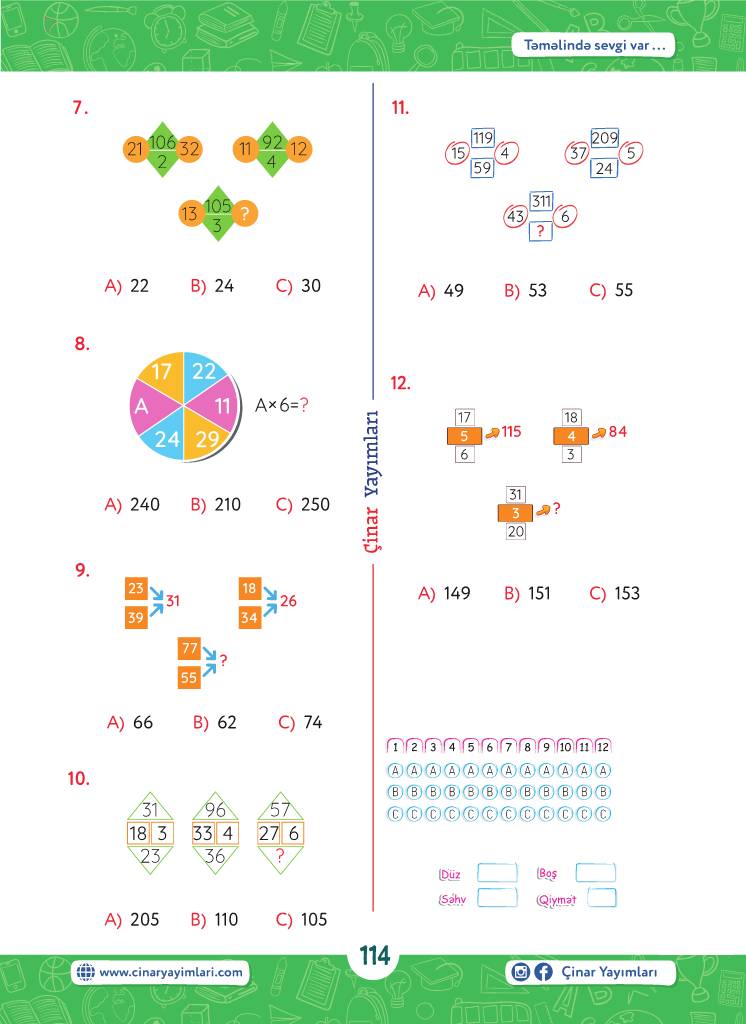 Təməlində sevgi var ...
7.
21 106 32
2
11 92 12
4
13 105 ?
3
A) 22 B) 24 C) 30
8.
17 22
A 11
24 29
A×6=?
A) 240 B) 210 C) 250
9.
23
39
31
18
34
26
77
55
?
A) 66 B) 62 C) 74
10.
31 96 57
18 3 33 4 27 6
23 36 ?
A) 205 B) 110 C) 105
Çinar Yayımları
11.
119
15 4
59
209
37 5
24
311
43 6
?
A) 49 B) 53 C) 55
12.
17
5 115
6
18
4 84
3
31
3 ?
20
A) 149 B) 151 C) 153
1 2 3 4 5 6 7 8 9 10 11 12
A A A A A A A A A A A A
B B B B B B B B B B B B
C C C C C C C C C C C C
Düz Boş
Səhv Qiymət
www.cinaryayimlari.com
114
Çinar Yayımları